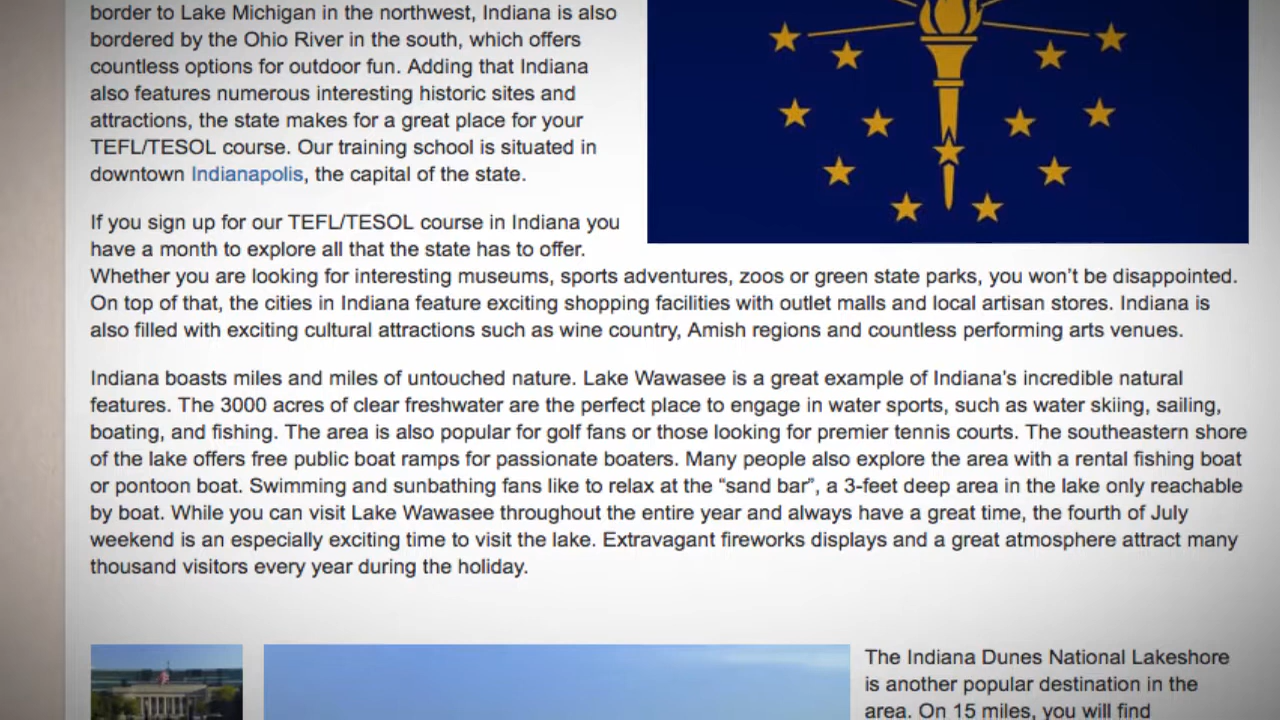 border to Lake Michigan in the northwest, Indiana is also
bordered by the Ohio River in the south, which offers
countless options for outdoor fun. Adding that Indiana
also features numerous interesting historic sites and
attractions, the state makes for a great place for your
TEFL/TESOL course. Our training school is situated in
downtown Indianapolis, the capital of the state.
If you sign up for our TEFL/TESOL course in Indiana you
have a month to explore all that the state has to offer.
Whether you are looking for interesting museums, sports adventures, zoos or green state parks, you won’t be disappointed.
On top of that, the cities in Indiana feature exciting shopping facilities with outlet malls and local artisan stores. Indiana is
also filled with exciting cultural attractions such as wine country, Amish regions and countless performing arts venues.
Indiana boasts miles and miles of untouched nature. Lake Wawasee is a great example of Indiana's incredible natural
features. The 3000 acres of clear freshwater are the perfect place to engage in water sports, such as water skiing, sailing,
boating, and fishing. The area is also popular for golf fans or those looking for premier tennis courts. The southeastern shore
of the lake offers free public boat ramps for passionate boaters. Many people also explore the area with a rental fishing boat
or pontoon boat. Swimming and sunbathing fans like to relax at the “sand bar”, a 3-feet deep area in the lake only reachable
by boat. While you can visit Lake Wawasee throughout the entire year and always have a great time, the fourth of July
weekend is an especially exciting time to visit the lake. Extravagant fireworks displays and a great atmosphere attract many
thousand visitors every year during the holiday.
The Indiana Dunes National Lakeshore
is another popular destination in the
area. On 15 miles, you will find